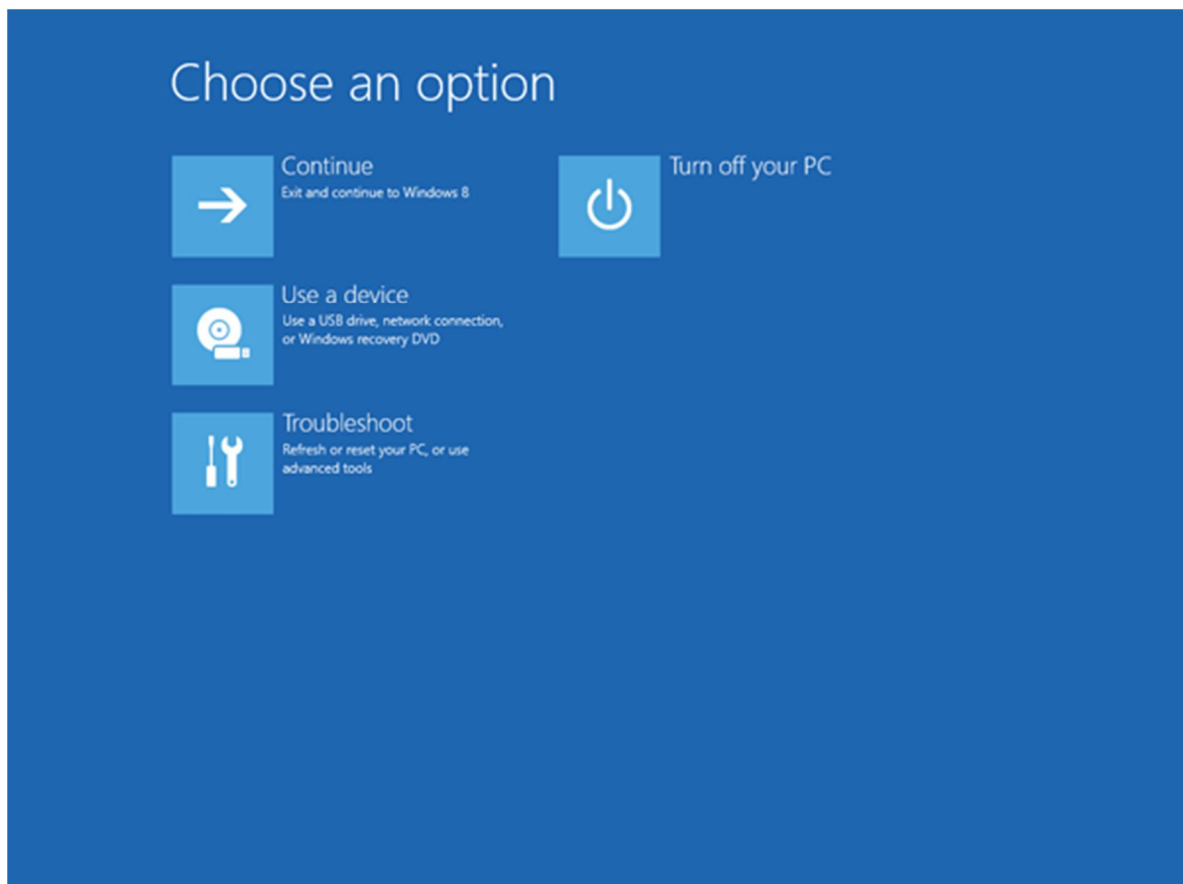 Choose an option
Continue
Exit and continue to Windows 8
Turn off your PC
Use a device
Use a USB drive, network connection,
or Windows recovery DVD
Troubleshoot
Refresh or reset your PC, or use
advanced tools